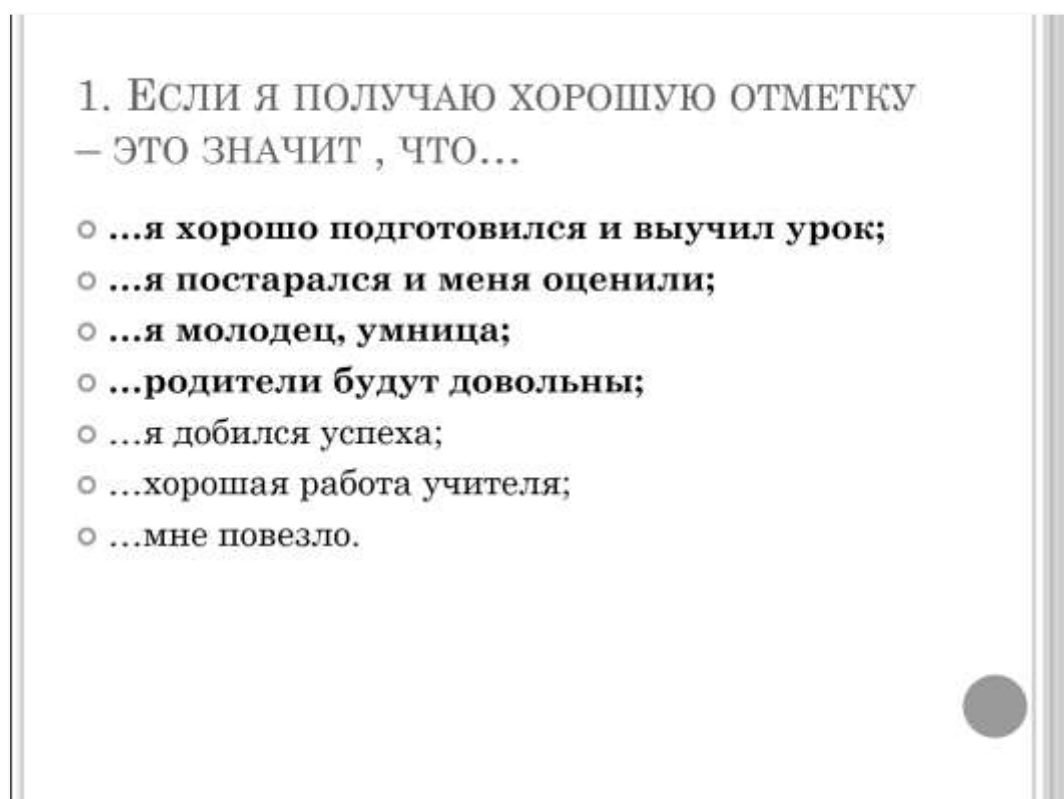 1. Если я получаю хорошую отметку
– это значит , что...
...я хорошо подготовился и выучил урок;
...я постарался и меня оценили;
...я молодец, умница;
...родители будут довольны;
...я добился успеха;
...хорошая работа учителя;
...мне повезло.